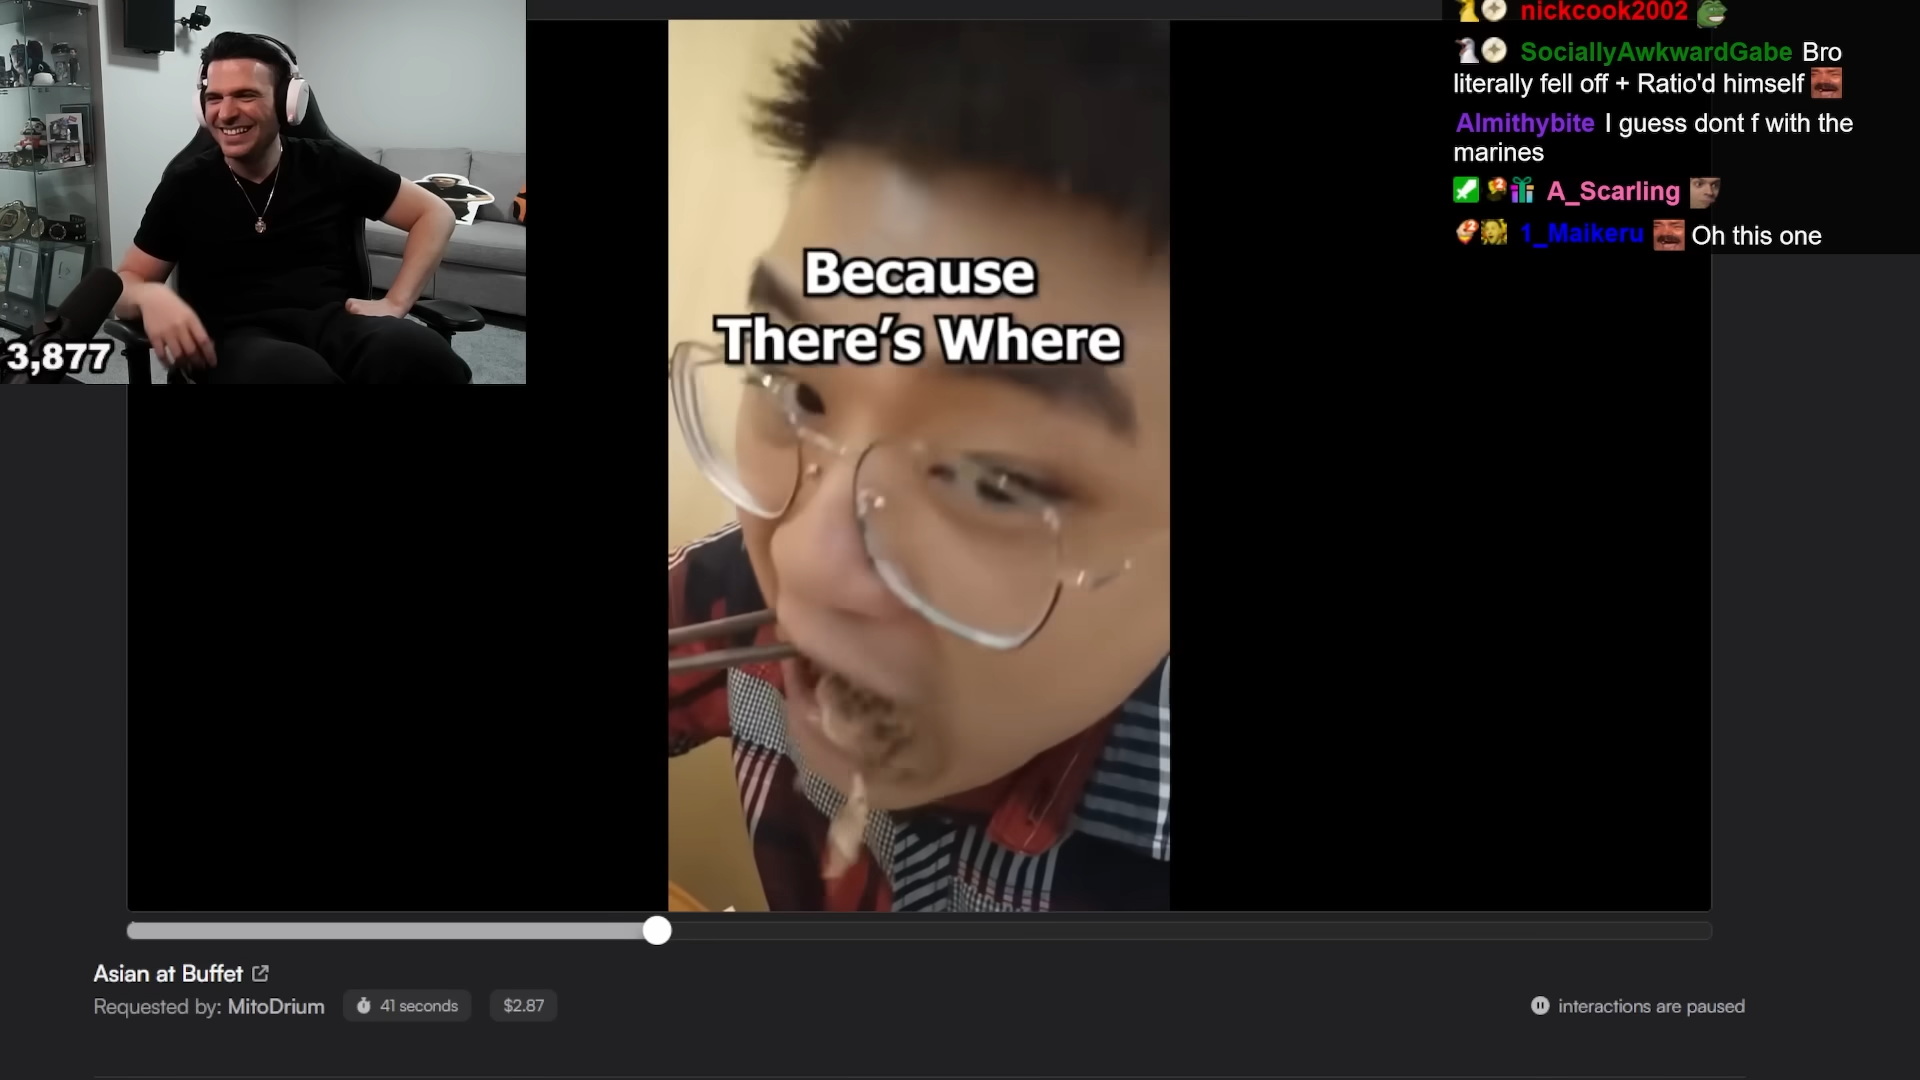 nickcook2002
SociallyAwkwardGabe Bro
literally fell off + Ratio'd himself
Almithybite I guess dont f with the
marines
A_Scarling
1_Maikeru Oh this one
Because
There's Where
3,877
Asian at Buffet
Requested by: MitoDrium 41 seconds $2.87
interactions are paused